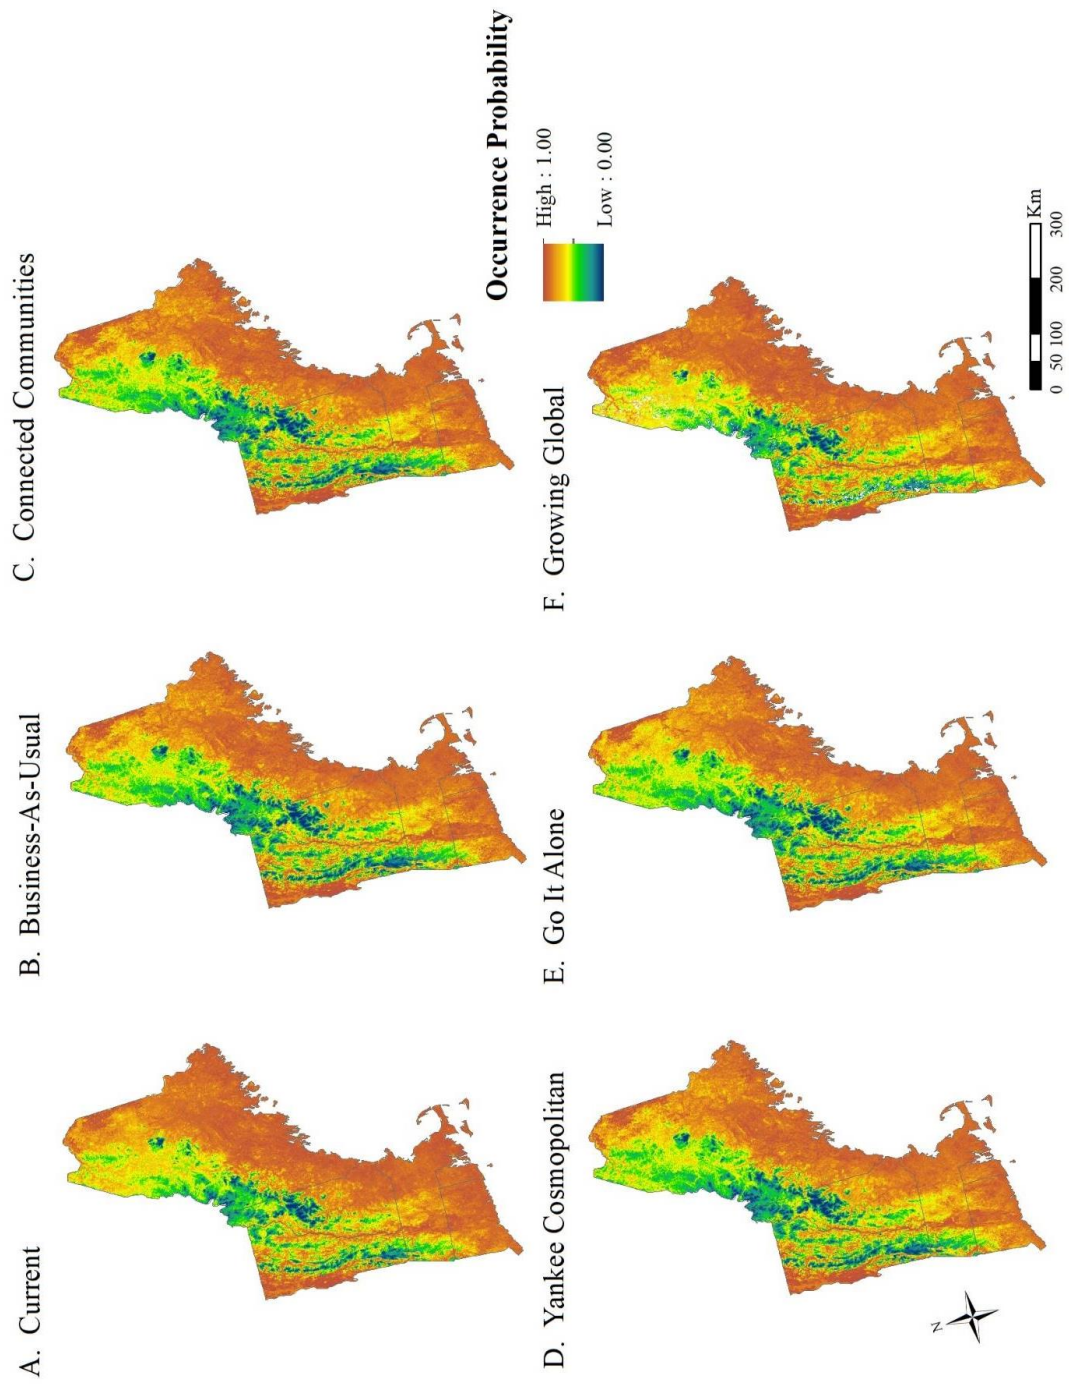 A. Current
B. Business-As-Usual
C. Connected Communities
D. Yankee Cosmopolitan
E. Go It Alone
F. Growing Global
Occurrence Probability
High : 1.00
Low : 0.00
N
Km
0 50 100 200 300